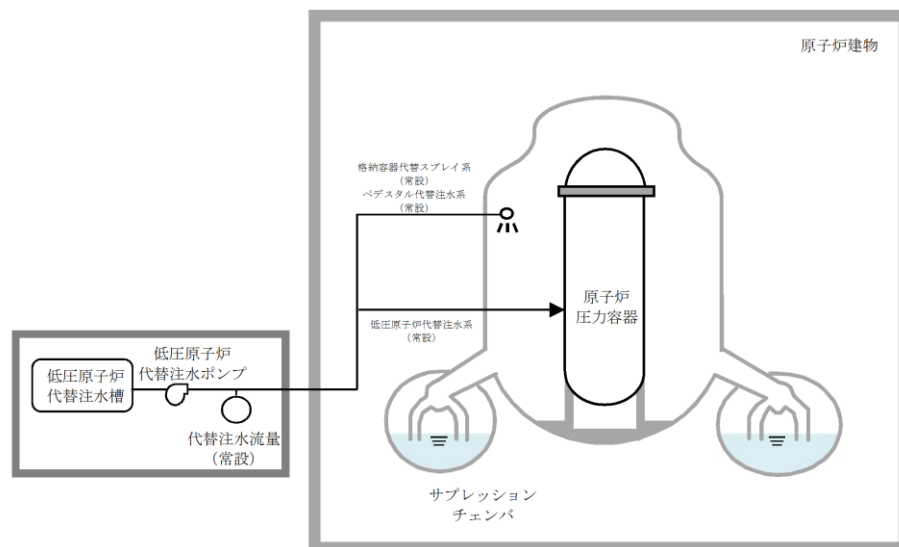 原子炉建物
格納容器代替スプレイ系
(常設)
ペデスタル代替注水系
(常設)
原子炉
圧力容器
低圧原子炉代替注水系
(常設)
低圧原子炉
代替注水ポンプ
低圧原子炉
代替注水槽
代替注水流量
(常設)
サプレッション
チェンバ